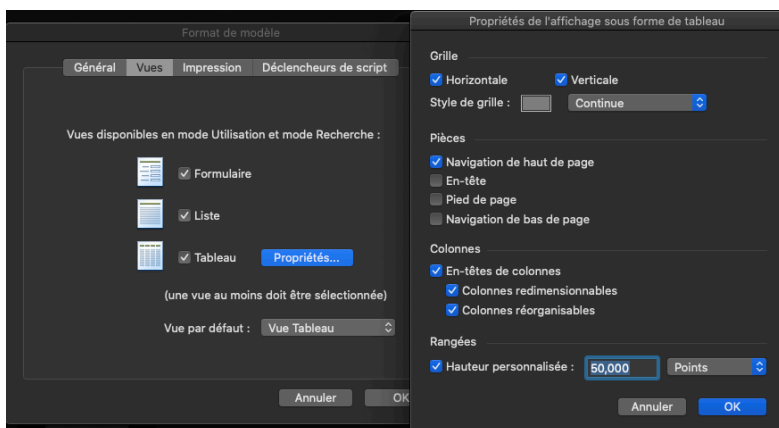 Format de modèle
Général Vues Impression Déclencheurs de script
Vues disponibles en mode Utilisation et mode Recherche :
Formulaire
Liste
Tableau Propriétés...
(une vue au moins doit être sélectionnée)
Vue par défaut : Vue Tableau
Annuler OK
Propriétés de l'affichage sous forme de tableau
Grille
Horizontale Verticale
Style de grille : Continue
Pièces
Navigation de haut de page
En-tête
Pied de page
Navigation de bas de page
Colonnes
En-têtes de colonnes
Colonnes redimensionnables
Colonnes réorganisables
Rangées
Hauteur personnalisée : 50,000 Points
Annuler OK